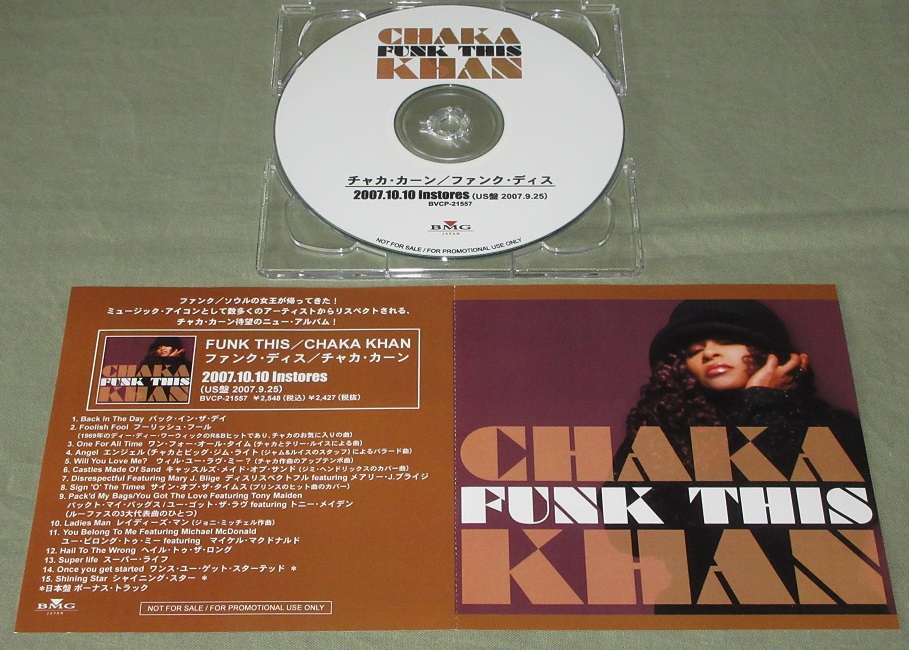 CHAKA
FUNK THIS
KHAN
チャカ・カーン／ファンク・ディス
2007.10.10 Instores (US盤 2007.9.25)
BVCP-21557
BMG
JAPAN
NOT FOR SALE / FOR PROMOTIONAL USE ONLY
ファンク／ソウルの女王が帰ってきた！
ミュージック・アイコンとして数多くのアーティストからリスペクトされる、
チャカ・カーン待望のニュー・アルバム！
CHAKA
FUNK THIS
KHAN
FUNK THIS／CHAKA KHAN
ファンク・ディス／チャカ・カーン
2007.10.10 Instores
(US盤 2007.9.25)
BVCP-21557 ￥2,548 (税込) ￥2,427 (税抜)
1. Back In The Day バック・イン・ザ・デイ
2. Foolish Fool フーリッシュ・フール
(1969年のディー・ディー・ワーウィックのR&Bヒットであり、チャカのお気に入りの曲)
3. One For All Time ワン・フォー・オール・タイム (チャカとテリー・ルイスによる曲)
4. Angel エンジェル (チャカとビッグ・ジム・ライト (ジャム&ルイスのスタッフ) によるバラード曲)
5. Will You Love Me? ウィル・ユー・ラヴ・ミー？ (チャカ作曲のアップテンポ曲)
6. Castles Made Of Sand キャッスルズ・メイド・オブ・サンド (ジミ・ヘンドリックスのカバー曲)
7. Disrespectful Featuring Mary J. Blige ディスリスペクトフル featuring メアリー・J.ブライジ
8. Sign 'O' The Times サイン・オブ・ザ・タイムス (プリンスのヒット曲のカバー)
9. Pack'd My Bags/You Got The Love Featuring Tony Maiden
パックト・マイ・バッグス/ユー・ゴット・ザ・ラヴ featuring トニー・メイデン
(ルーファスの3大代表曲のひとつ)
10. Ladies Man レイディーズ・マン (ジョニ・ミッチェル作曲)
11. You Belong To Me Featuring Michael McDonald
ユー・ビロング・トゥ・ミー featuring マイケル・マクドナルド
12. Hail To The Wrong ヘイル・トゥ・ザ・ロング
13. Super life スーパー・ライフ
14. Once you get started ワンス・ユー・ゲット・スターテッド ＊
15. Shining Star シャイニング・スター ＊
＊日本盤 ボーナス・トラック
BMG
JAPAN
NOT FOR SALE / FOR PROMOTIONAL USE ONLY
CHAKA
FUNK THIS
KHAN